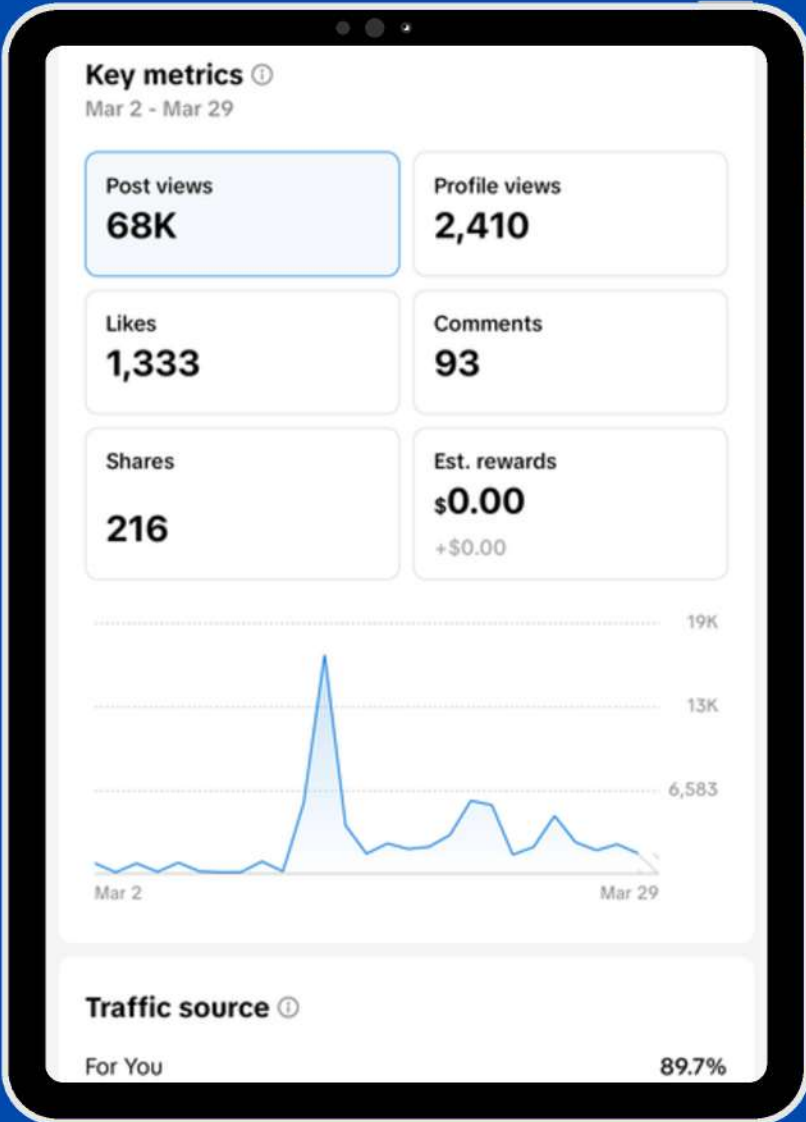 Key metrics
Mar 2 - Mar 29
Post views
68K
Profile views
2,410
Likes
1,333
Comments
93
Shares
216
Est. rewards
$0.00
+$0.00
19K
13K
6,583
Mar 2
Mar 29
Traffic source
For You
89.7%